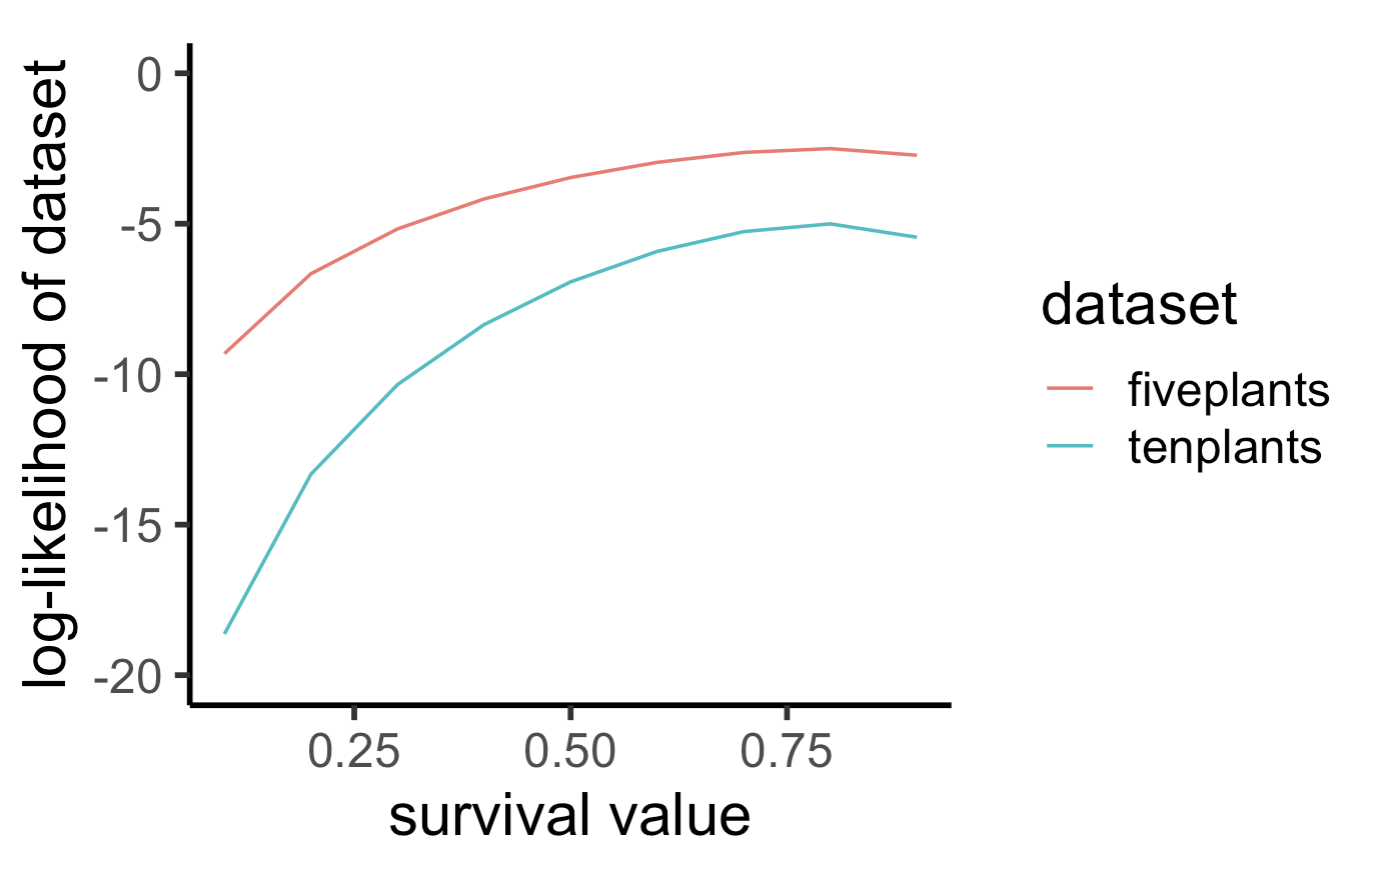 log-likelihood of dataset
0
-5
-10
-15
-20
0.25 0.50 0.75
survival value
dataset
fiveplants
tenplants